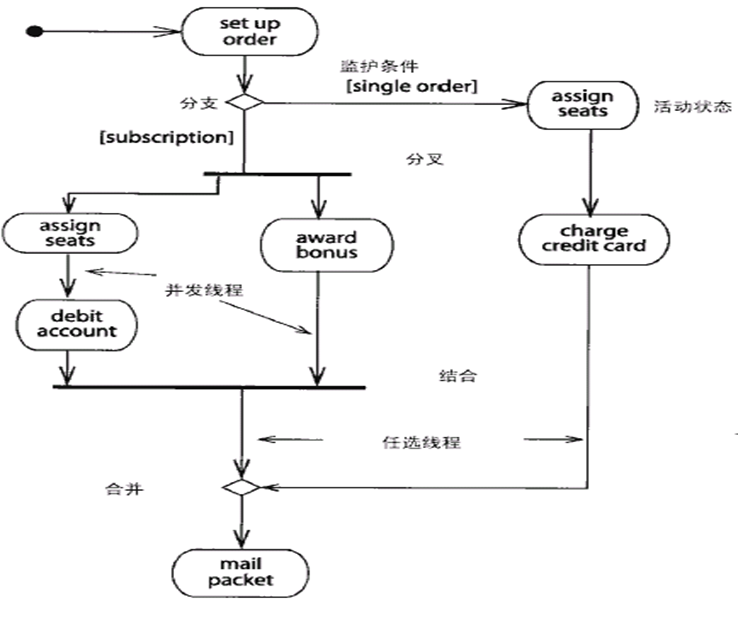 set up
order
监护条件
[single order]
分支
assign
seats
活动状态
[subscription]
分叉
assign
seats
award
bonus
charge
credit card
并发线程
debit
account
结合
任选线程
合并
mail
packet